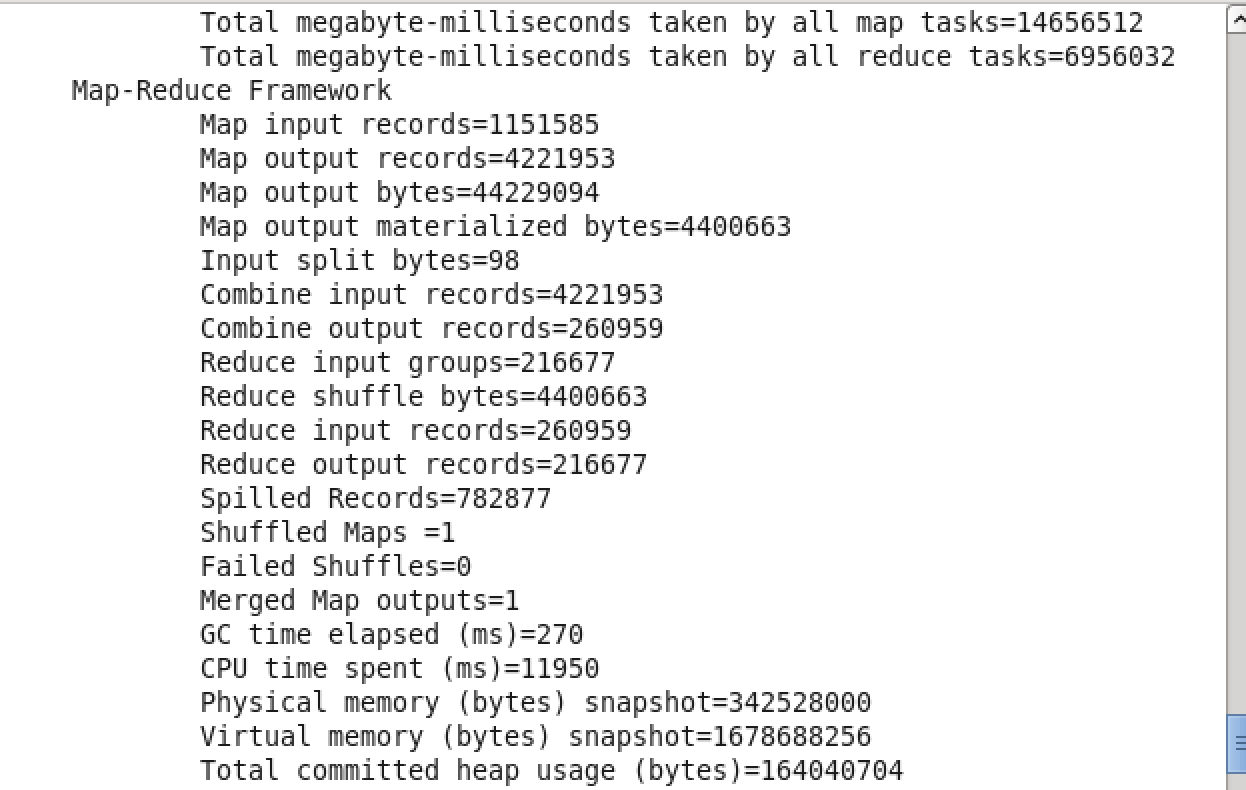 Total megabyte-milliseconds taken by all map tasks=14656512
Total megabyte-milliseconds taken by all reduce tasks=6956032
Map-Reduce Framework
Map input records=1151585
Map output records=4221953
Map output bytes=44229094
Map output materialized bytes=4400663
Input split bytes=98
Combine input records=4221953
Combine output records=260959
Reduce input groups=216677
Reduce shuffle bytes=4400663
Reduce input records=260959
Reduce output records=216677
Spilled Records=782877
Shuffled Maps =1
Failed Shuffles=0
Merged Map outputs=1
GC time elapsed (ms)=270
CPU time spent (ms)=11950
Physical memory (bytes) snapshot=342528000
Virtual memory (bytes) snapshot=1678688256
Total committed heap usage (bytes)=164040704